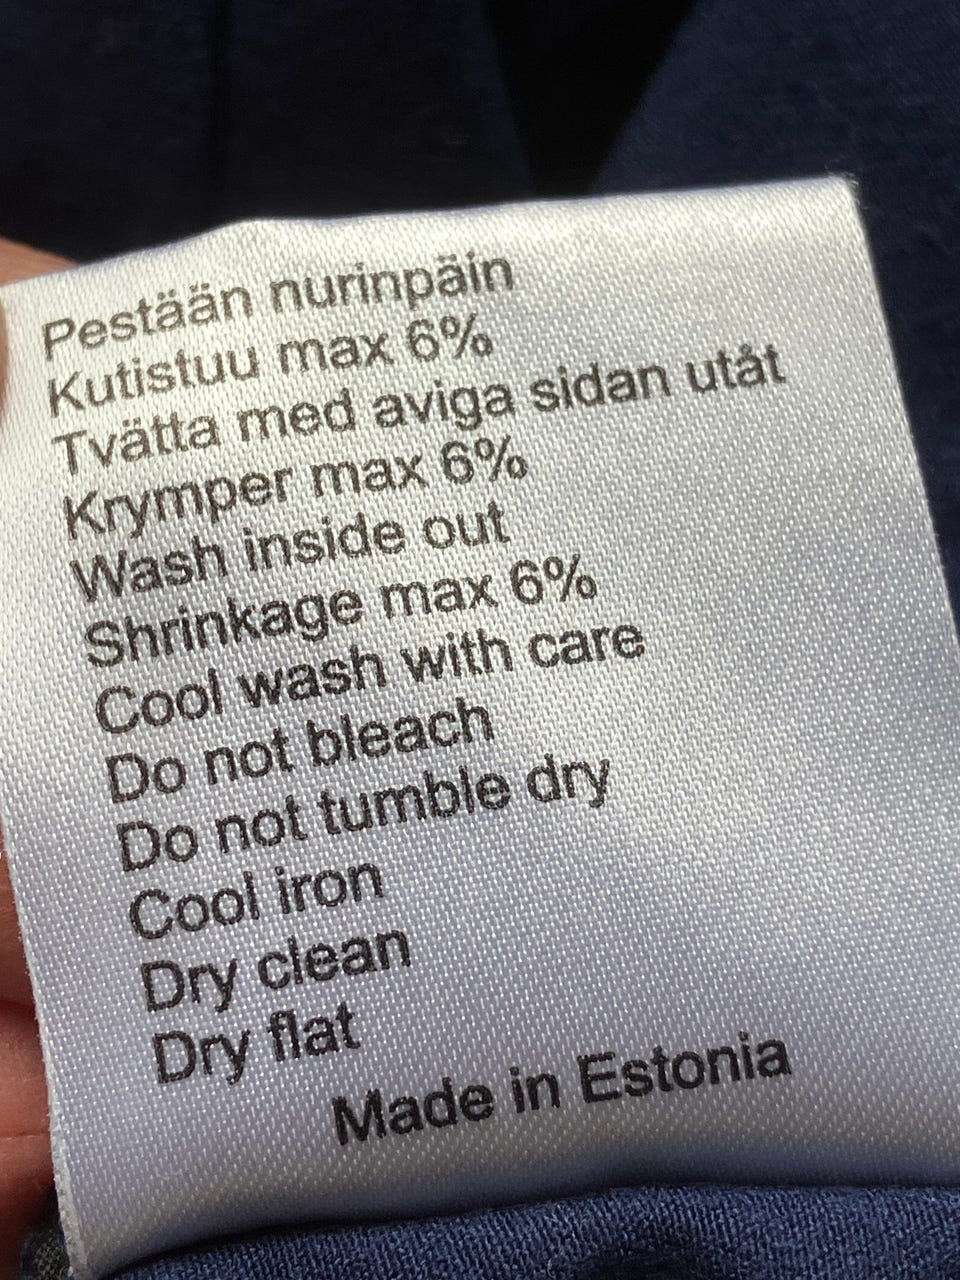 Pestään nurinpäin
Kutistuu max 6%
Tvätta med aviga sidan utåt
Krymper max 6%
Wash inside out
Shrinkage max 6%
Cool wash with care
Do not bleach
Do not tumble dry
Cool iron
Dry clean
Dry flat
Made in Estonia